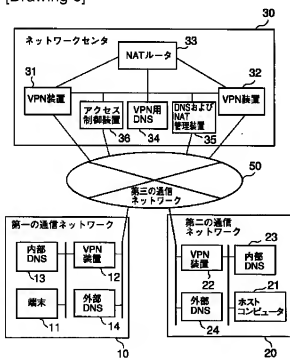 [Drawing 3]
30
ネットワークセンタ
33
NATルータ
31
32
VPN装置
アクセス
制御装置
VPN用
DNS
DNSおよび
NAT
管理装置
VPN装置
36
34
35
50
第三の通信
ネットワーク
第一の通信ネットワーク
内部
DNS
VPN
装置
13
12
端末
外部
DNS
11
14
10
第二の通信
ネットワーク
23
VPN
装置
内部
DNS
22
21
外部
DNS
ホスト
コンピュータ
24
20